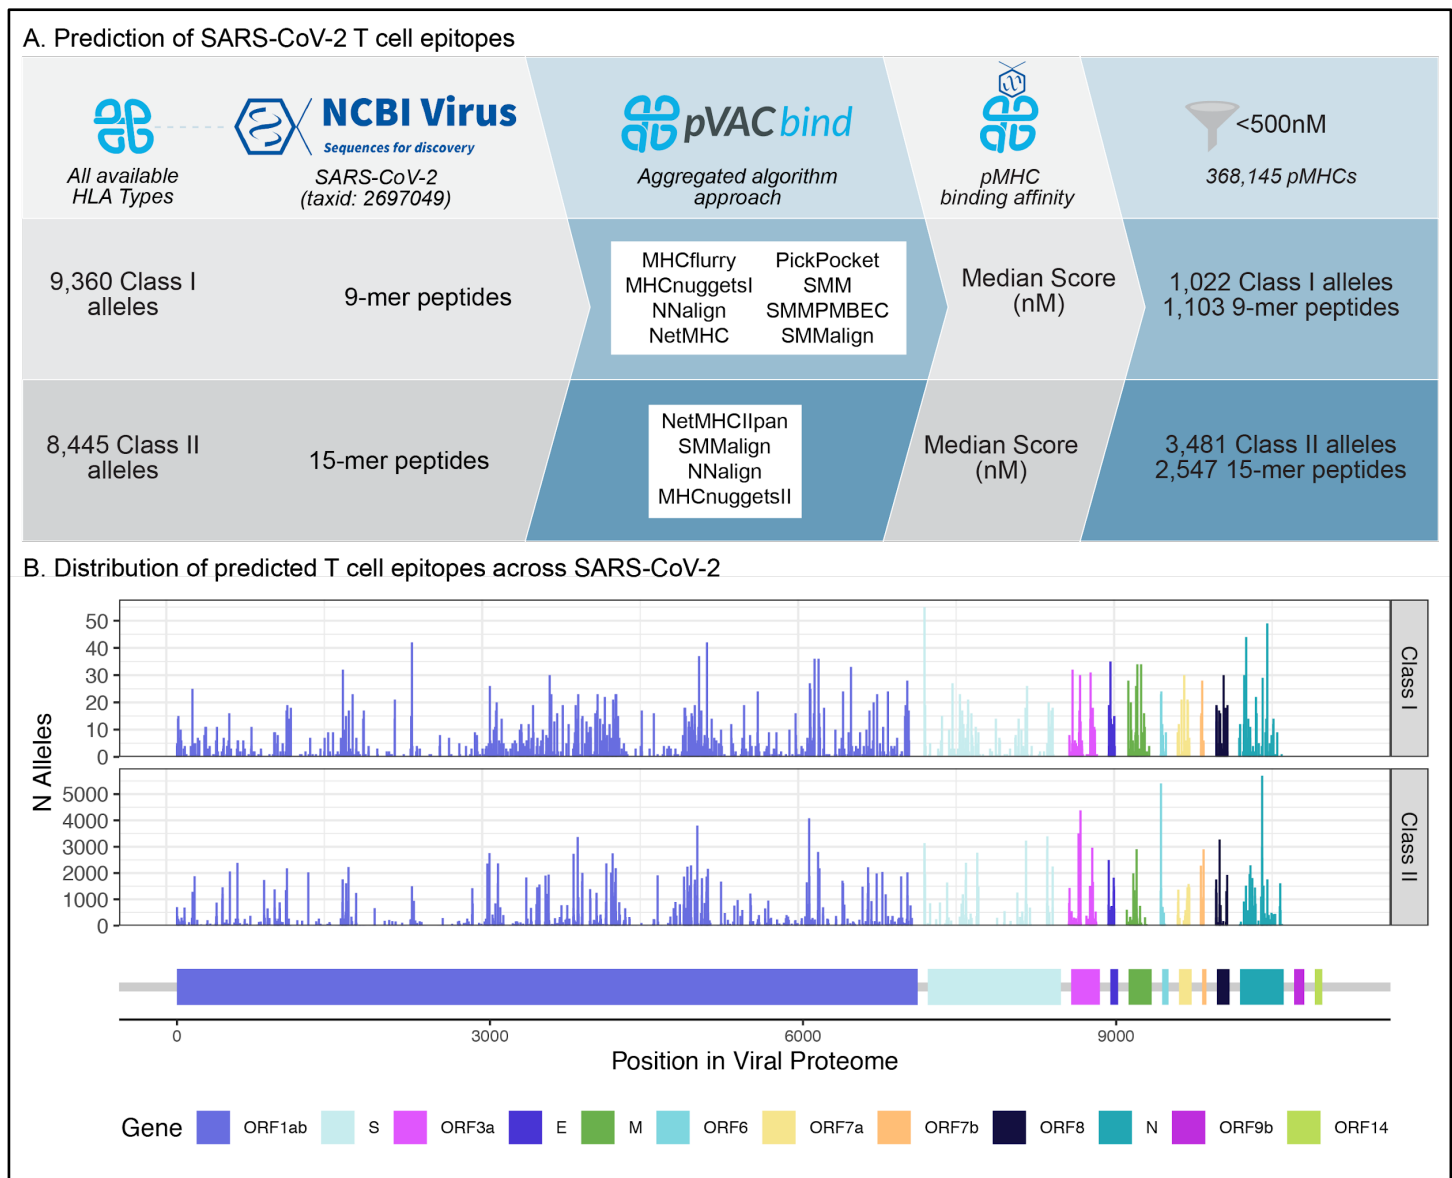 A. Prediction of SARS-CoV-2 T cell epitopes
NCBI Virus
Sequences for discovery
pVACbind
<500nM
All available
HLA Types
SARS-CoV-2
(taxid: 2697049)
Aggregated algorithm
approach
pMHC
binding affinity
368,145 pMHCs
9,360 Class I
alleles
9-mer peptides
MHCflurry PickPocket
MHCnuggetsI SMM
NNalign SMMPMBEC
NetMHC SMMalign
Median Score
(nM)
1,022 Class I alleles
1,103 9-mer peptides
8,445 Class II
alleles
15-mer peptides
NetMHCIIpan
SMMalign
NNalign
MHCnuggetsII
Median Score
(nM)
3,481 Class II alleles
2,547 15-mer peptides
B. Distribution of predicted T cell epitopes across SARS-CoV-2
N Alleles
50
40
30
20
10
0
Class I
5000
4000
3000
2000
1000
0
Class II
0 3000 6000 9000
Position in Viral Proteome
Gene ORF1ab S ORF3a E M ORF6 ORF7a ORF7b ORF8 N ORF9b ORF14